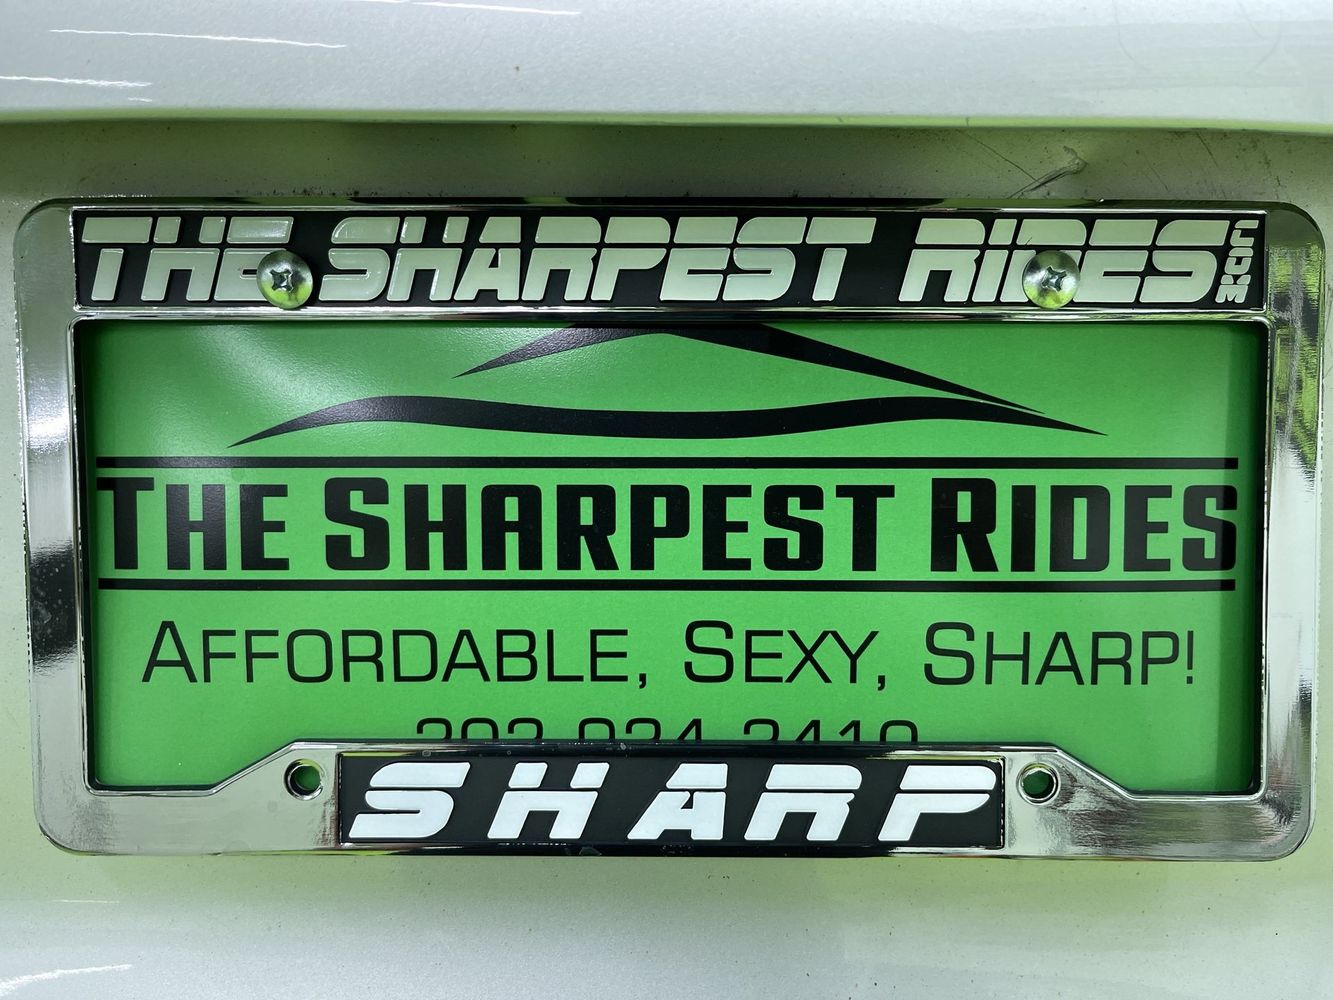 THE SHARPEST RIDES.COM
THE SHARPEST RIDES
AFFORDABLE, SEXY, SHARP!
SHARP